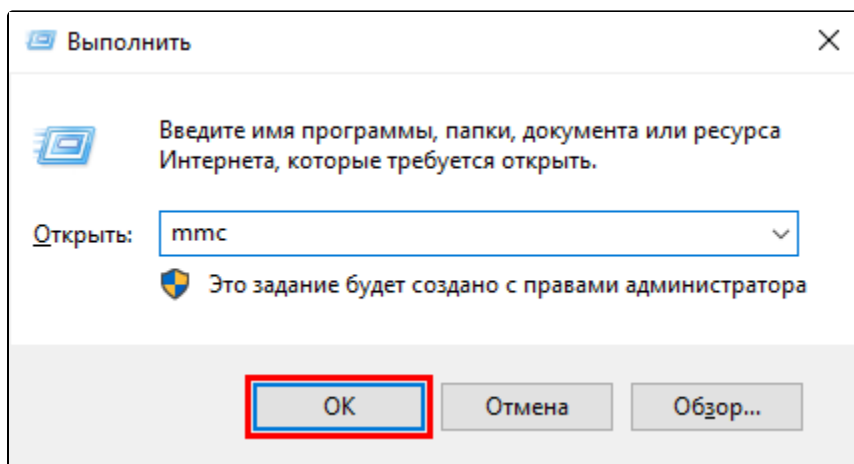 Выполнить
Введите имя программы, папки, документа или ресурса
Интернета, которые требуется открыть.
Открыть: mmc
Это задание будет создано с правами администратора
ОК Отмена Обзор...